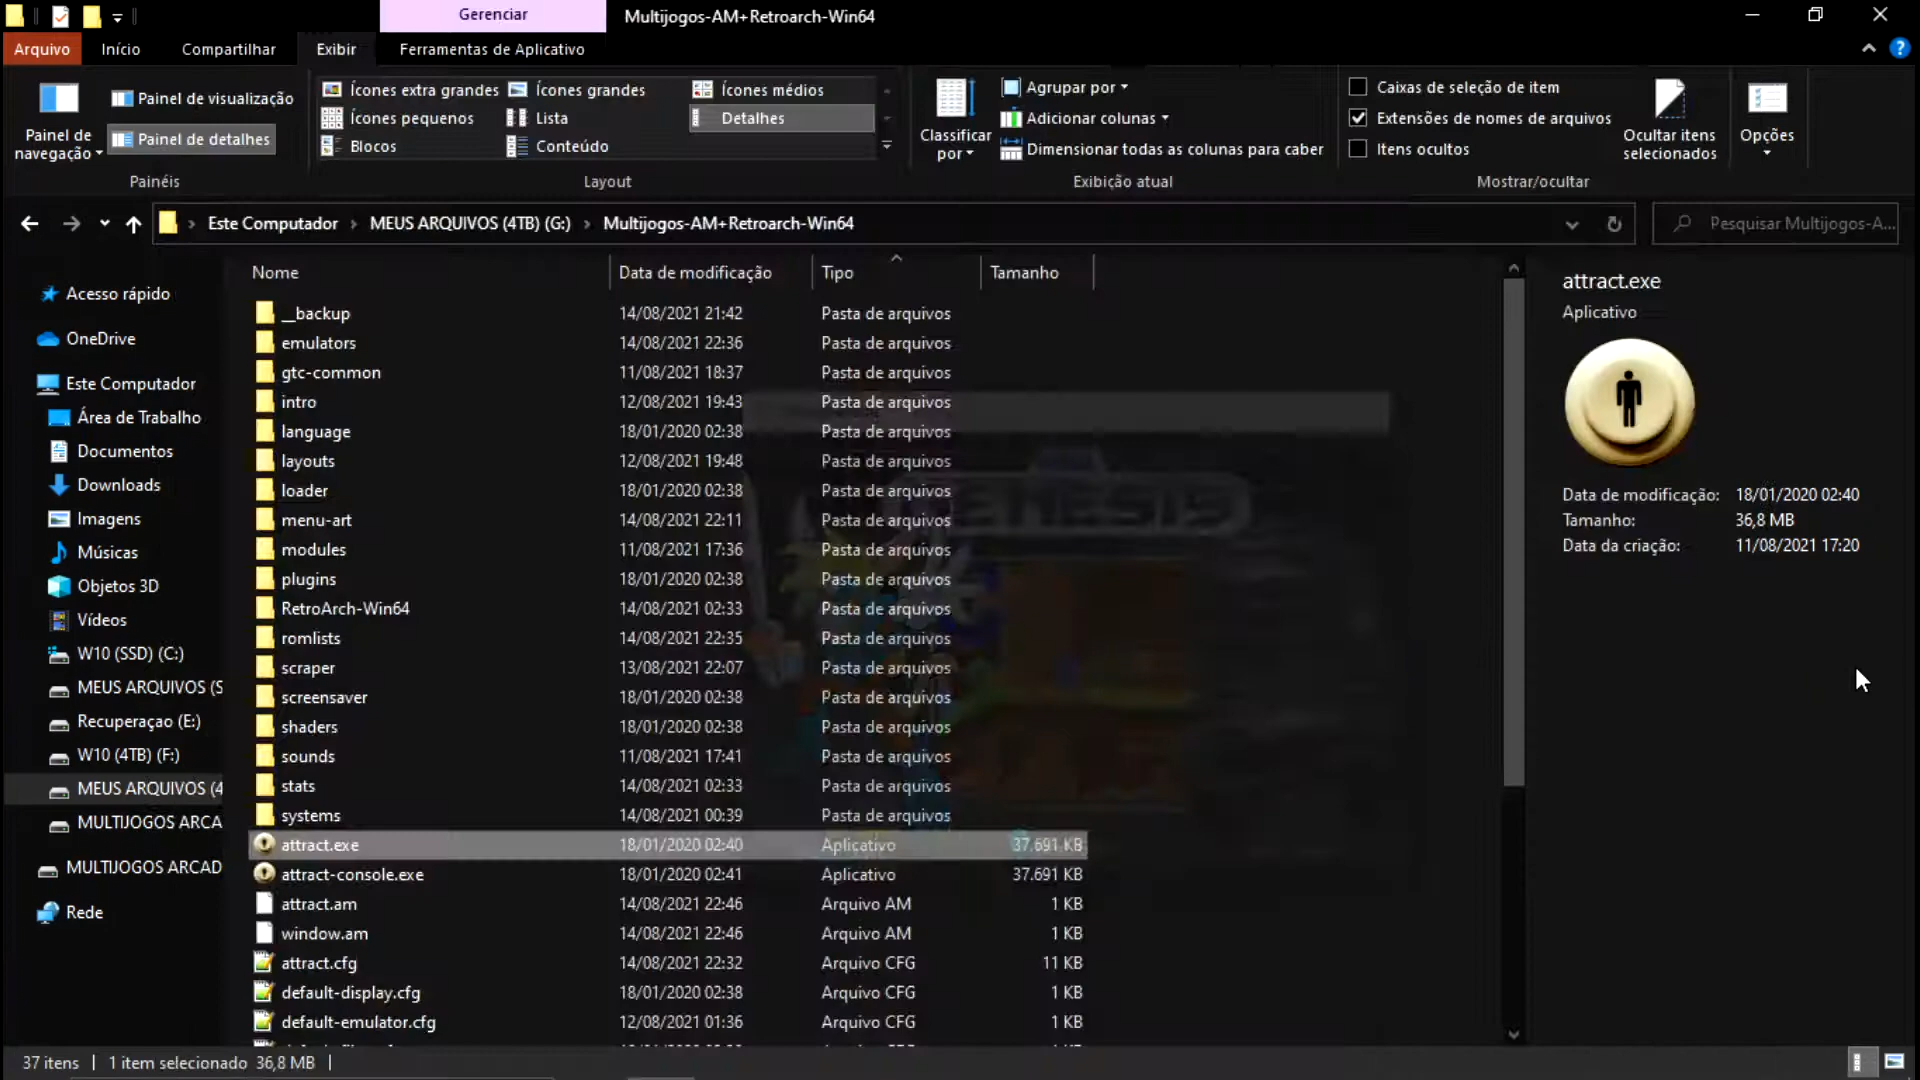 Gerenciar
Multijogos-AM+Retroarch-Win64
Arquivo
Início
Compartilhar
Exibir
Ferramentas de Aplicativo
Painel de navegação
Painel de visualização
Painel de detalhes
Painéis
Ícones extra grandes
Ícones grandes
Ícones médios
Ícones pequenos
Lista
Detalhes
Blocos
Conteúdo
Layout
Classificar por
Agrupar por
Adicionar colunas
Dimensionar todas as colunas para caber
Exibição atual
Caixas de seleção de item
Extensões de nomes de arquivos
Itens ocultos
Ocultar itens selecionados
Opções
Mostrar/ocultar
Este Computador
MEUS ARQUIVOS (4TB) (G:)
Multijogos-AM+Retroarch-Win64
Pesquisar Multijogos-A...
Acesso rápido
OneDrive
Este Computador
Área de Trabalho
Documentos
Downloads
Imagens
Músicas
Objetos 3D
Vídeos
W10 (SSD) (C:)
MEUS ARQUIVOS (S
Recuperaçao (E:)
W10 (4TB) (F:)
MEUS ARQUIVOS (4
MULTIJOGOS ARCA
MULTIJOGOS ARCAD
Rede
Nome Data de modificação Tipo Tamanho
__backup 14/08/2021 21:42 Pasta de arquivos
emulators 14/08/2021 22:36 Pasta de arquivos
gtc-common 11/08/2021 18:37 Pasta de arquivos
intro 12/08/2021 19:43 Pasta de arquivos
language 18/01/2020 02:38 Pasta de arquivos
layouts 12/08/2021 19:48 Pasta de arquivos
loader 18/01/2020 02:38 Pasta de arquivos
menu-art 14/08/2021 22:11 Pasta de arquivos
modules 11/08/2021 17:36 Pasta de arquivos
plugins 18/01/2020 02:38 Pasta de arquivos
RetroArch-Win64 14/08/2021 02:33 Pasta de arquivos
romlists 14/08/2021 22:35 Pasta de arquivos
scraper 13/08/2021 22:07 Pasta de arquivos
screensaver 18/01/2020 02:38 Pasta de arquivos
shaders 18/01/2020 02:38 Pasta de arquivos
sounds 11/08/2021 17:41 Pasta de arquivos
stats 14/08/2021 02:33 Pasta de arquivos
systems 14/08/2021 00:39 Pasta de arquivos
attract.exe 18/01/2020 02:40 Aplicativo 37.691 KB
attract-console.exe 18/01/2020 02:41 Aplicativo 37.691 KB
attract.am 14/08/2021 22:46 Arquivo AM 1 KB
window.am 14/08/2021 22:46 Arquivo AM 1 KB
attract.cfg 14/08/2021 22:32 Arquivo CFG 11 KB
default-display.cfg 18/01/2020 02:38 Arquivo CFG 1 KB
default-emulator.cfg 12/08/2021 01:36 Arquivo CFG 1 KB
GENESIS
attract.exe
Aplicativo
Data de modificação: 18/01/2020 02:40
Tamanho: 36,8 MB
Data da criação: 11/08/2021 17:20
37 itens
1 item selecionado 36,8 MB